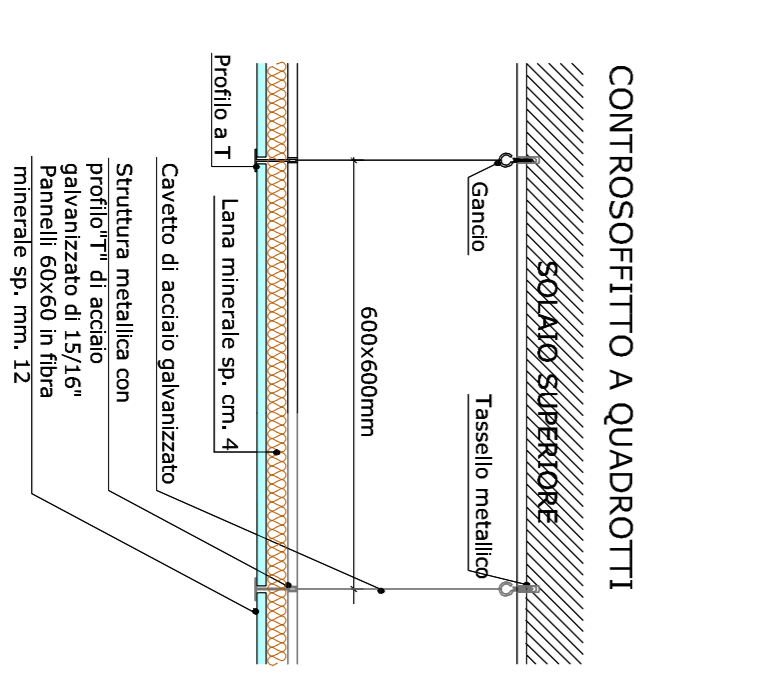 CONTROSOFFITTO A QUADROTTI
SOLAIO SUPERIORE
Gancio
Tassello metallico
600x600mm
Profilo a T
Lana minerale sp. cm. 4
Cavetto di acciaio galvanizzato
Struttura metallica con
profilo"T" di acciaio
galvanizzato di 15/16"
Pannelli 60x60 in fibra
minerale sp. mm. 12